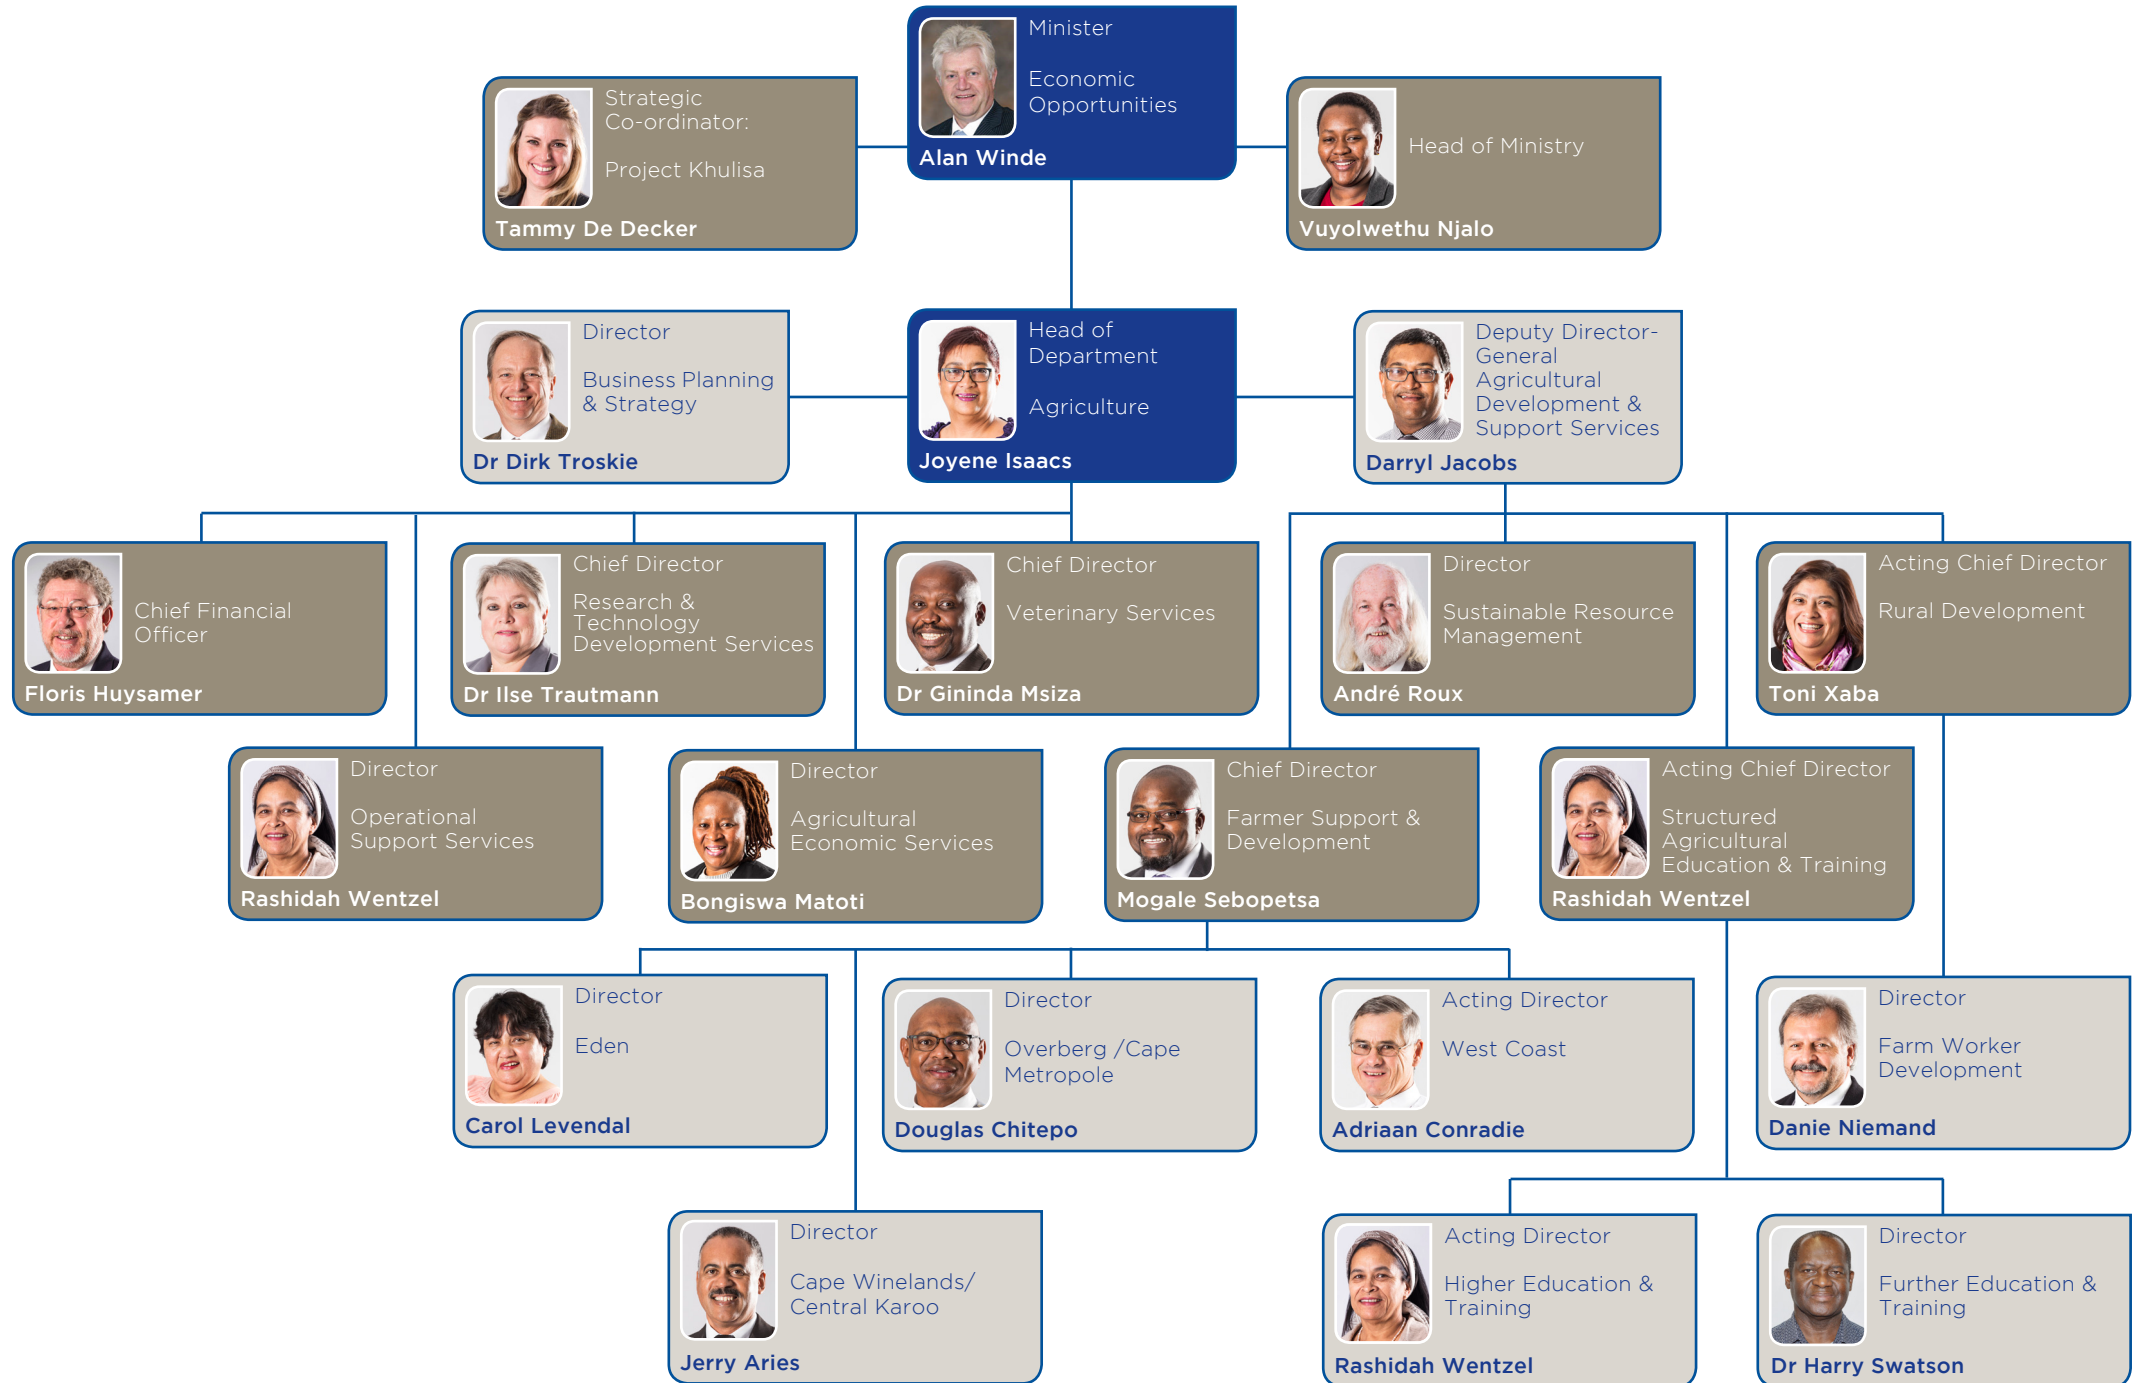 Minister
Economic
Opportunities
Alan Winde
Strategic
Co-ordinator:
Project Khulisa
Tammy De Decker
Head of Ministry
Vuyolwethu Njalo
Director
Business Planning
& Strategy
Dr Dirk Troskie
Head of
Department
Agriculture
Joyene Isaacs
Deputy Director-
General
Agricultural
Development &
Support Services
Darryl Jacobs
Chief Financial
Officer
Floris Huysamer
Chief Director
Research &
Technology
Development Services
Dr Ilse Trautmann
Chief Director
Veterinary Services
Dr Gininda Msiza
Director
Sustainable Resource
Management
André Roux
Acting Chief Director
Rural Development
Toni Xaba
Director
Operational
Support Services
Rashidah Wentzel
Director
Agricultural
Economic Services
Bongiswa Matoti
Chief Director
Farmer Support &
Development
Mogale Sebopetsa
Acting Chief Director
Structured
Agricultural
Education & Training
Rashidah Wentzel
Director
Eden
Carol Levendal
Director
Overberg /Cape
Metropole
Douglas Chitepo
Acting Director
West Coast
Adriaan Conradie
Director
Farm Worker
Development
Danie Niemand
Director
Cape Winelands/
Central Karoo
Jerry Aries
Acting Director
Higher Education &
Training
Rashidah Wentzel
Director
Further Education &
Training
Dr Harry Swatson